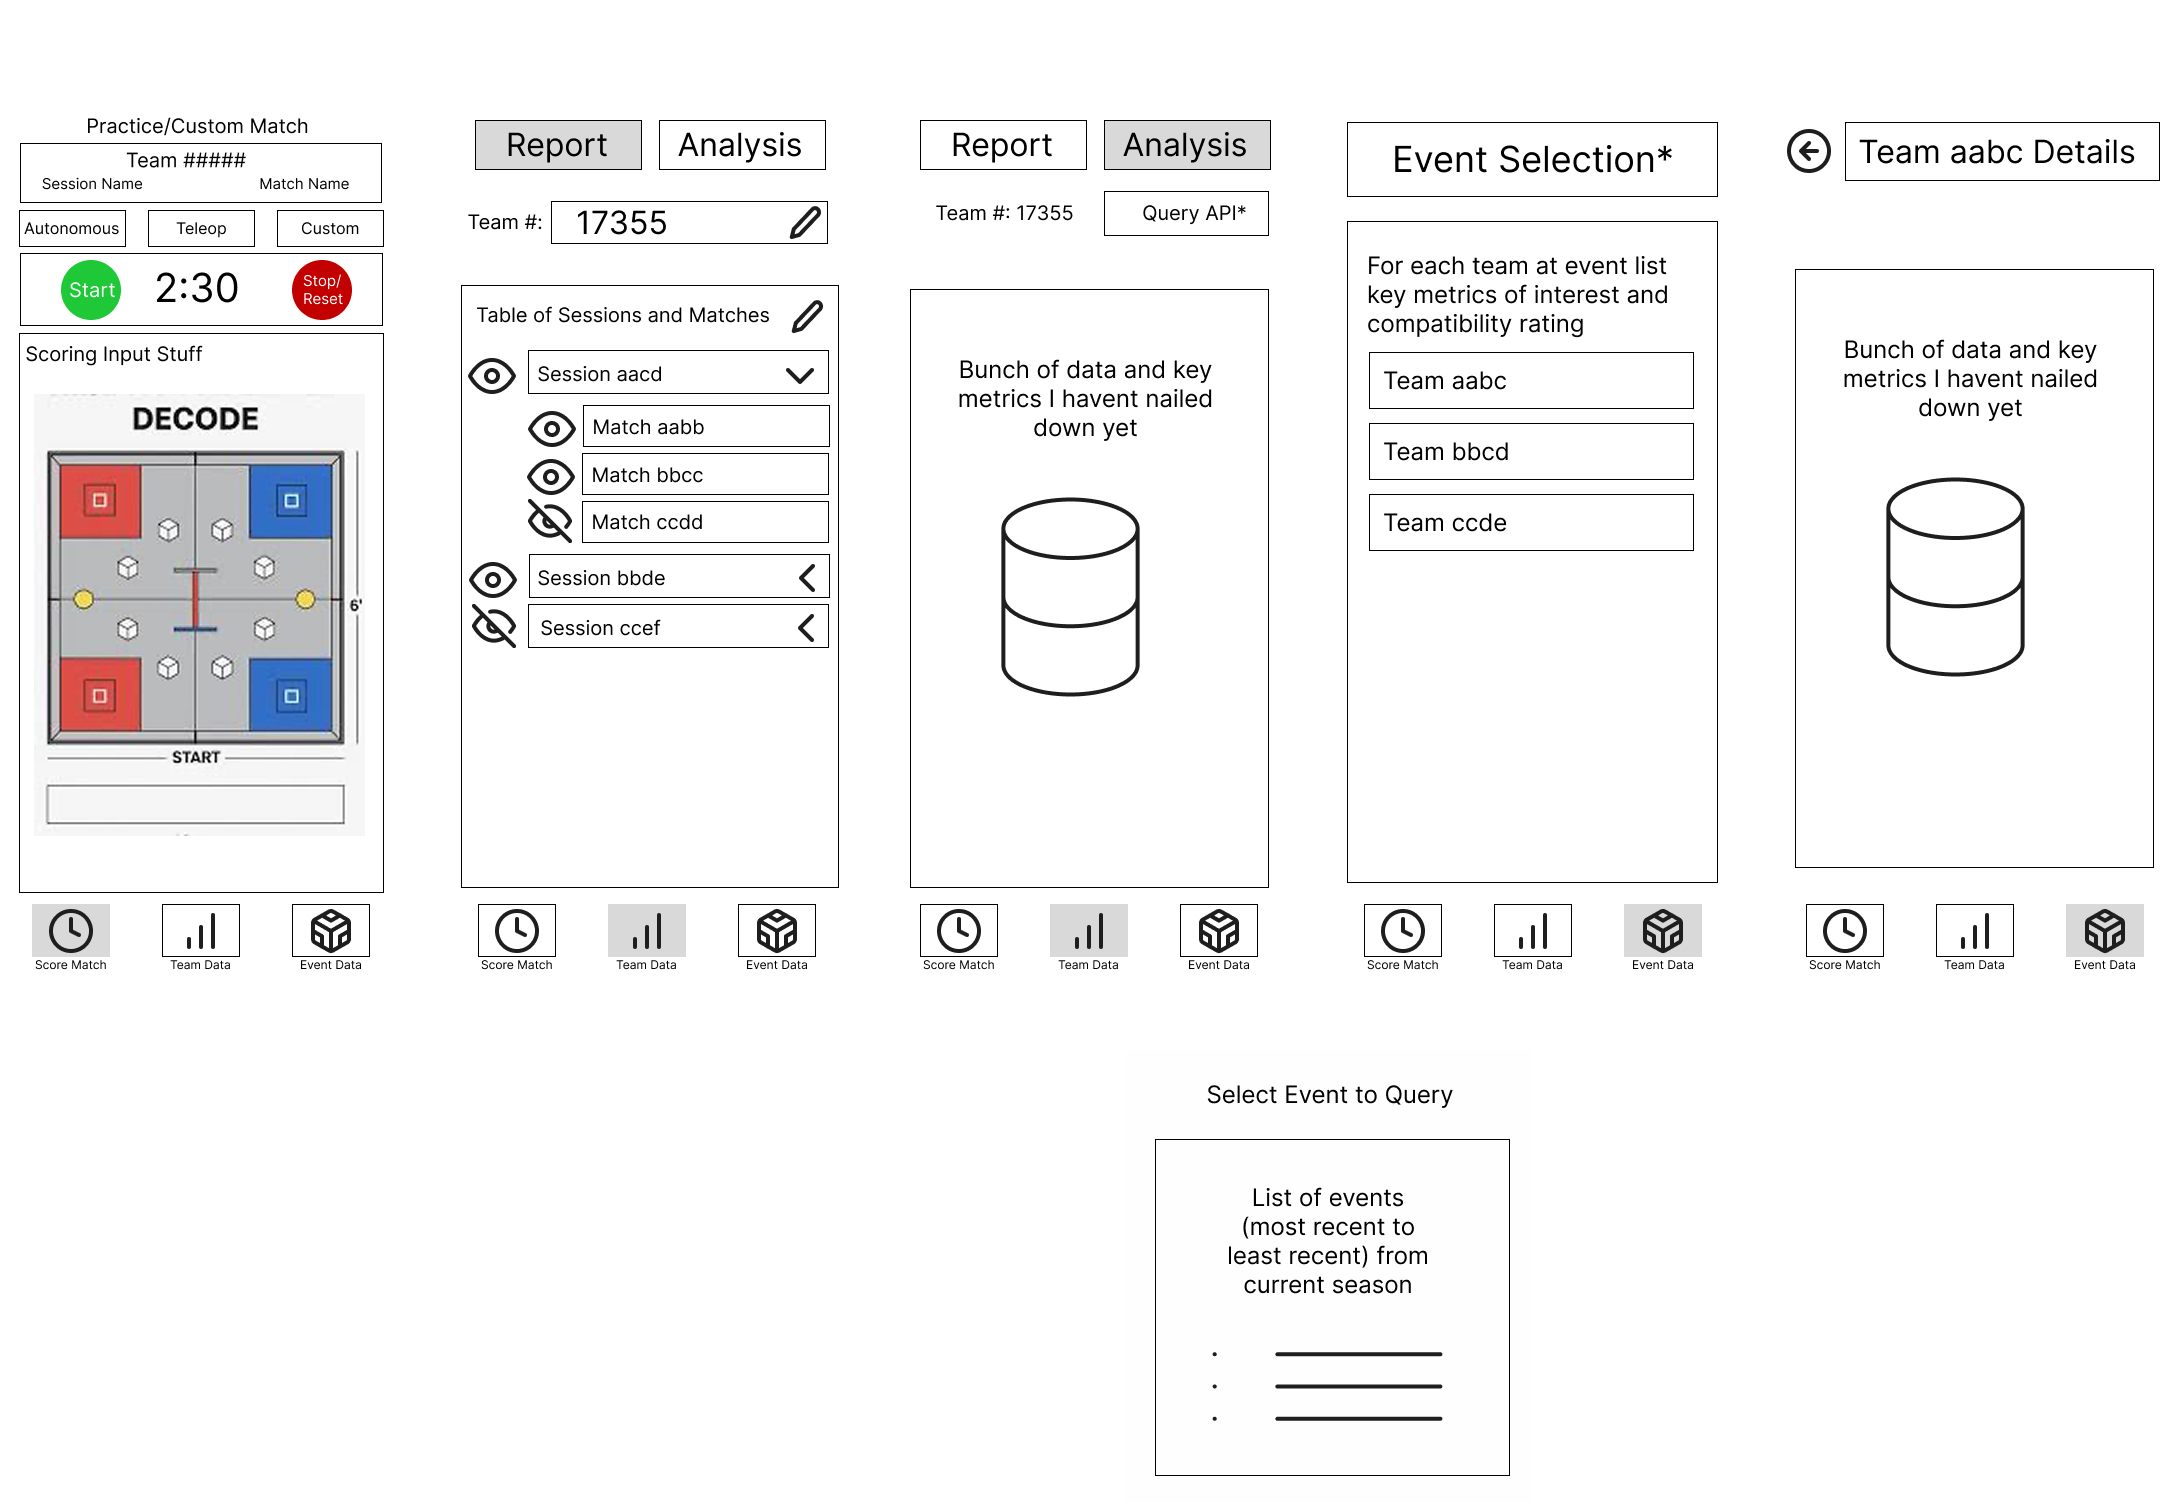 Practice/Custom Match
Team #####
Session Name
Match Name
Autonomous
Teleop
Custom
Start
2:30
Stop/
Reset
Scoring Input Stuff
DECODE
6'
START
Score Match
Team Data
Event Data
Report
Analysis
Team #:
17355
Table of Sessions and Matches
Session aacd
Match aabb
Match bbcc
Match ccdd
Session bbde
Session ccef
Score Match
Team Data
Event Data
Report
Analysis
Team #: 17355
Query API*
Bunch of data and key
metrics I havent nailed
down yet
Score Match
Team Data
Event Data
Event Selection*
For each team at event list
key metrics of interest and
compatibility rating
Team aabc
Team bbcd
Team ccde
Score Match
Team Data
Event Data
Team aabc Details
Bunch of data and key
metrics I havent nailed
down yet
Score Match
Team Data
Event Data
Select Event to Query
List of events
(most recent to
least recent) from
current season